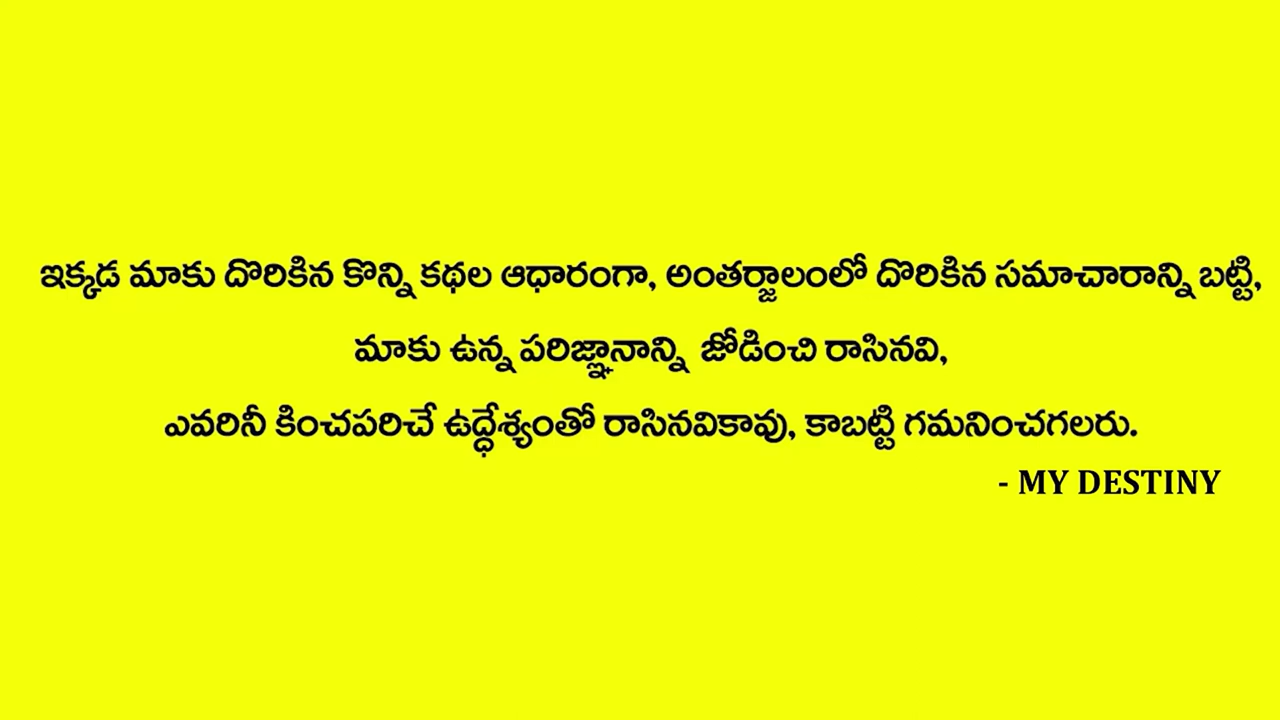 ఇక్కడ మాకు దొరికిన కొన్ని కథల ఆధారంగా, అంతర్జాలంలో దొరికిన సమాచారాన్ని బట్టి,
మాకు ఉన్న పరిజ్ఞానాన్ని జోడించి రాసినవి,
ఎవరినీ కించపరిచే ఉద్ధేశ్యంతో రాసినవికావు, కాబట్టి గమనించగలరు.
- MY DESTINY